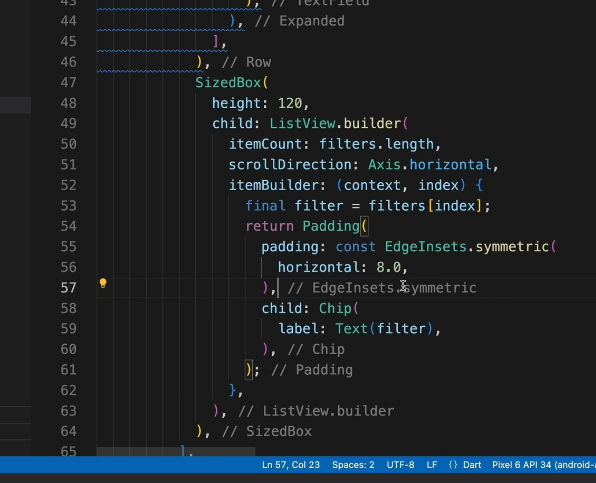 43 ), // TextField
44 ), // Expanded
45 ],
46 ), // Row
47 SizedBox(
48 height: 120,
49 child: ListView.builder(
50 itemCount: filters.length,
51 scrollDirection: Axis.horizontal,
52 itemBuilder: (context, index) {
53 final filter = filters[index];
54 return Padding(
55 padding: const EdgeInsets.symmetric(
56 horizontal: 8.0,
57 ), // EdgeInsets.symmetric
58 child: Chip(
59 label: Text(filter),
60 ), // Chip
61 ); // Padding
62 },
63 ), // ListView.builder
64 ), // SizedBox
65 ],
Ln 57, Col 23 Spaces: 2 UTF-8 LF {} Dart Pixel 6 API 34 (android-